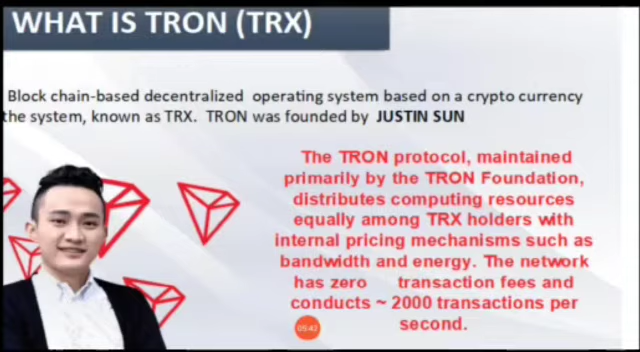 WHAT IS TRON (TRX)
Block chain-based decentralized operating system based on a crypto currency
the system, known as TRX. TRON was founded by JUSTIN SUN
The TRON protocol, maintained
primarily by the TRON Foundation,
distributes computing resources
equally among TRX holders with
internal pricing mechanisms such as
bandwidth and energy. The network
has zero transaction fees and
conducts ~ 2000 transactions per
second.
05:42